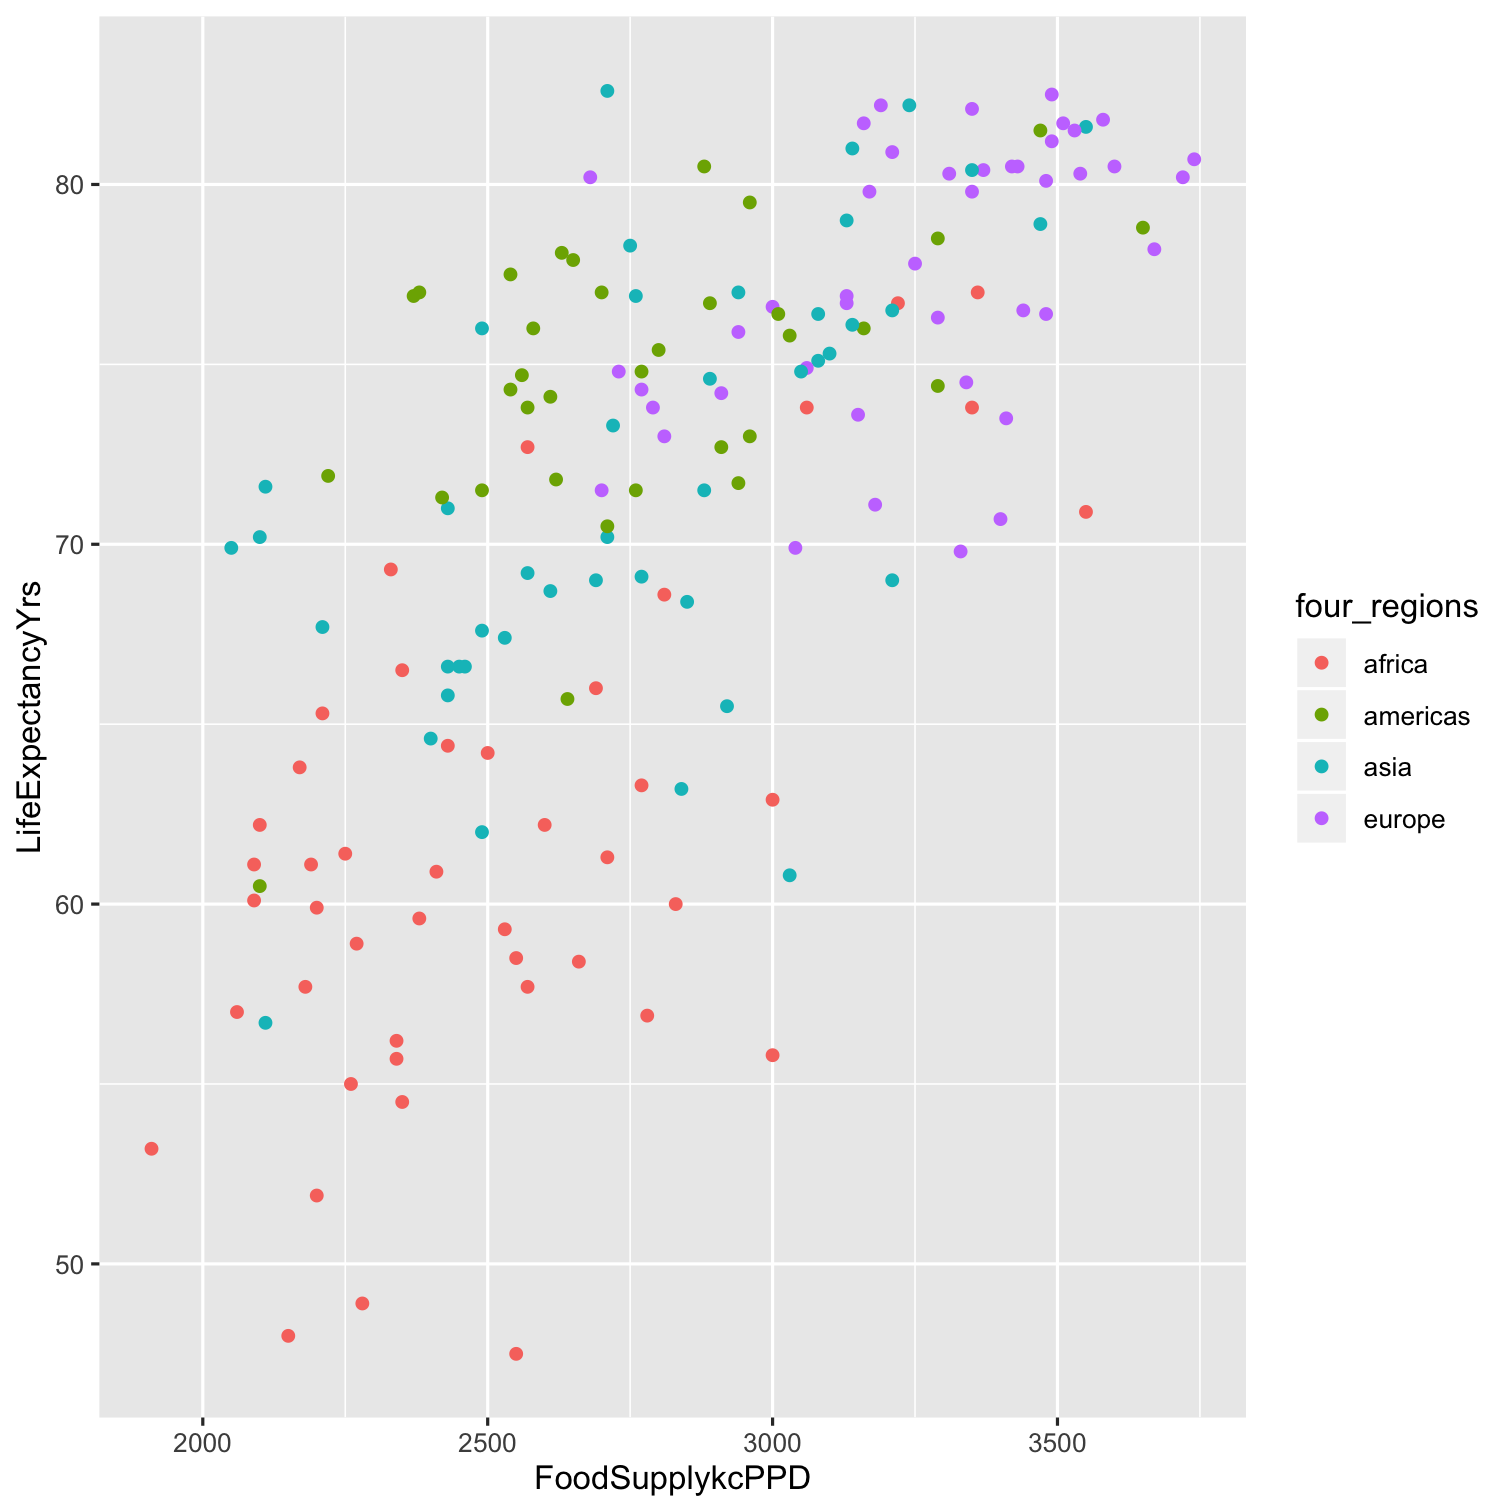 80
70
60
50
LifeExpectancyYrs
2000 2500 3000 3500
FoodSupplykcPPD
four_regions
africa
americas
asia
europe